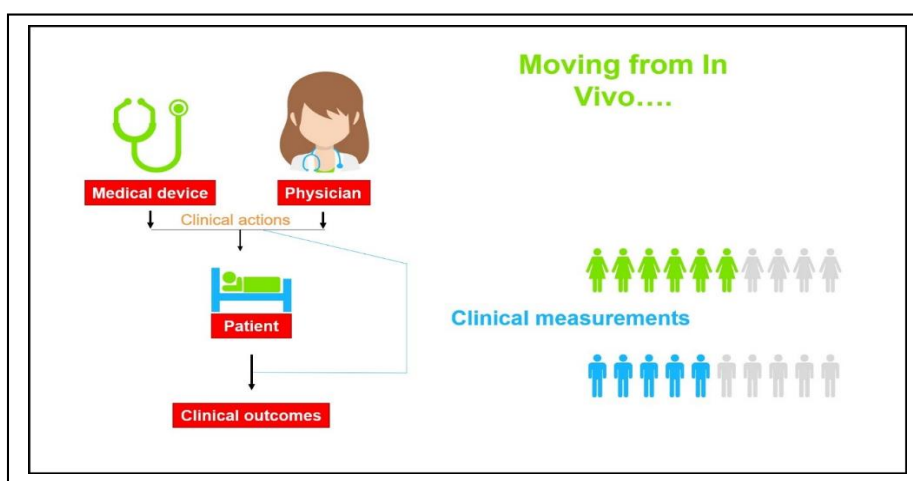 Moving from In
Vivo....
Medical device
Physician
Clinical actions
Patient
Clinical measurements
Clinical outcomes